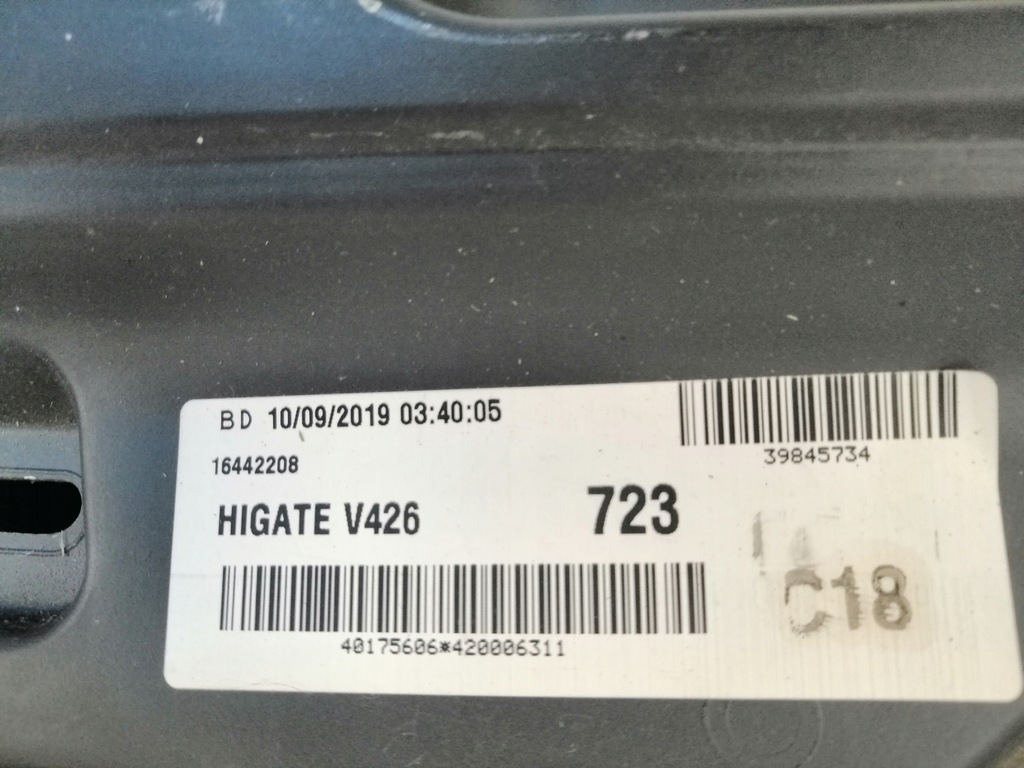 BD 10/09/2019 03:40:05
39845734
16442208
HIGATE V426
723
C18
40175606*420006311